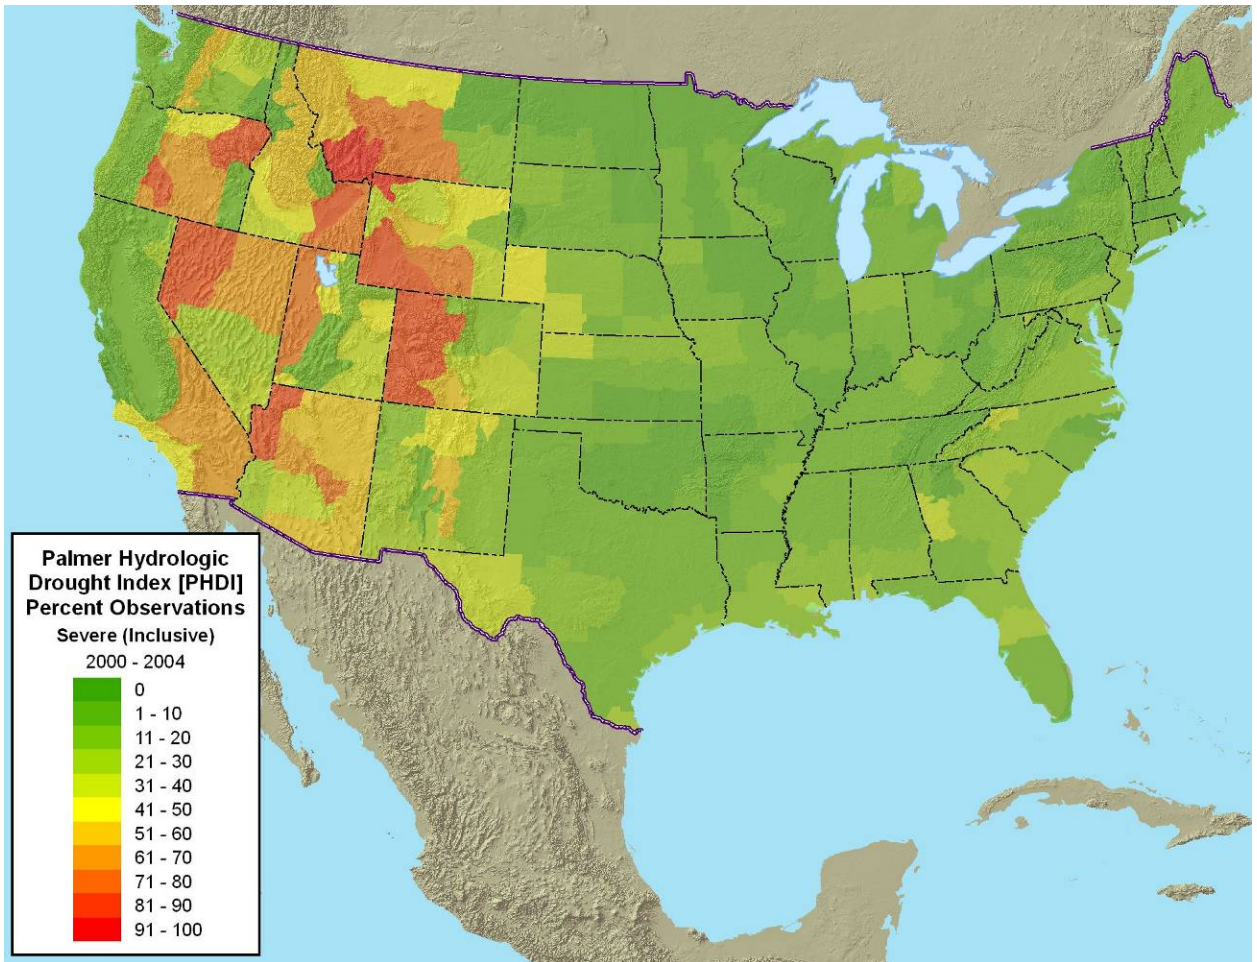 Palmer Hydrologic
Drought Index [PHDI]
Percent Observations
Severe (Inclusive)
2000 - 2004
0
1 - 10
11 - 20
21 - 30
31 - 40
41 - 50
51 - 60
61 - 70
71 - 80
81 - 90
91 - 100